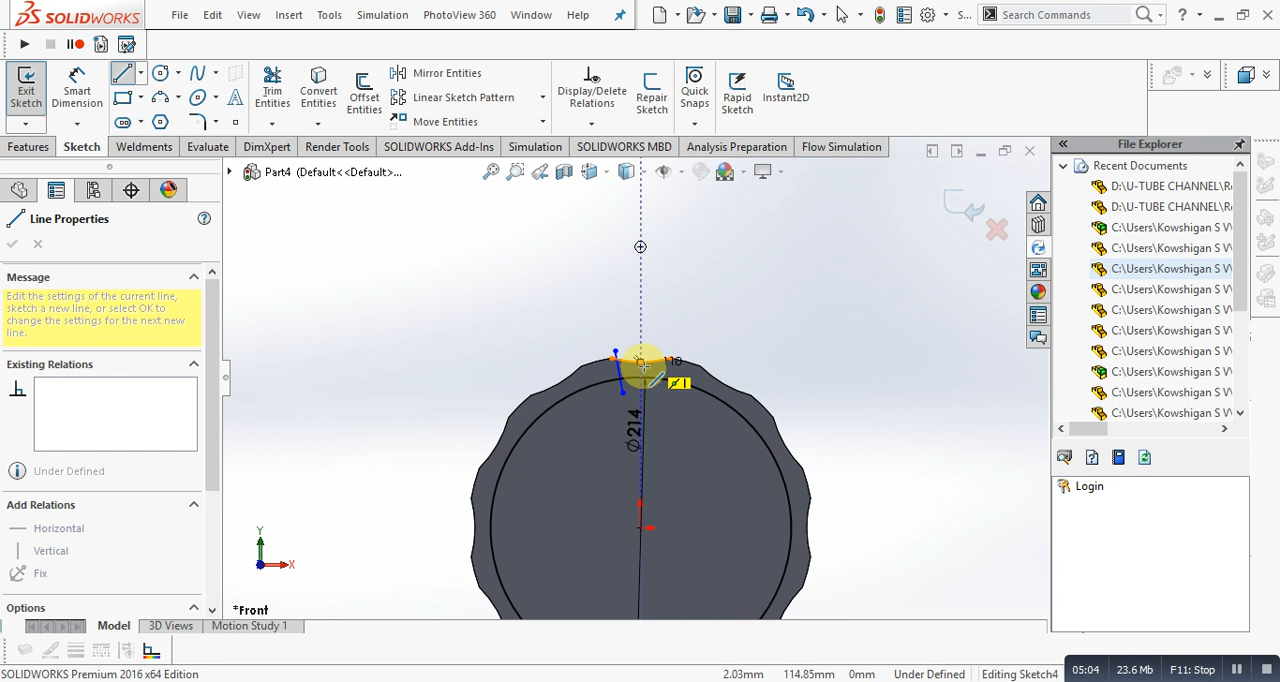 SOLIDWORKS File Edit View Insert Tools Simulation PhotoView 360 Window Help S... Search Commands ?
Exit Sketch
Smart Dimension
Trim Entities
Convert Entities
Offset Entities
Mirror Entities
Linear Sketch Pattern
Move Entities
Display/Delete Relations
Repair Sketch
Quick Snaps
Rapid Sketch
Instant2D
Features Sketch Weldments Evaluate DimXpert Render Tools SOLIDWORKS Add-Ins Simulation SOLIDWORKS MBD Analysis Preparation Flow Simulation
Part4 (Default<<Default>...
Line Properties
Message
Edit the settings of the current line,
sketch a new line, or select OK to
change the settings for the next new
line.
Existing Relations
Under Defined
Add Relations
Horizontal
Vertical
Fix
Options
Ø214
Y
X
*Front
File Explorer
Recent Documents
D:\U-TUBE CHANNEL\R
D:\U-TUBE CHANNEL\R
C:\Users\Kowshigan S V
C:\Users\Kowshigan S V
C:\Users\Kowshigan S V
C:\Users\Kowshigan S V
C:\Users\Kowshigan S V
C:\Users\Kowshigan S V
C:\Users\Kowshigan S V
C:\Users\Kowshigan S V
C:\Users\Kowshigan S V
C:\Users\Kowshigan S V
Login
Model 3D Views Motion Study 1
SOLIDWORKS Premium 2016 x64 Edition 2.03mm 114.85mm 0mm Under Defined Editing Sketch4
05:04 23.6 Mb F11: Stop